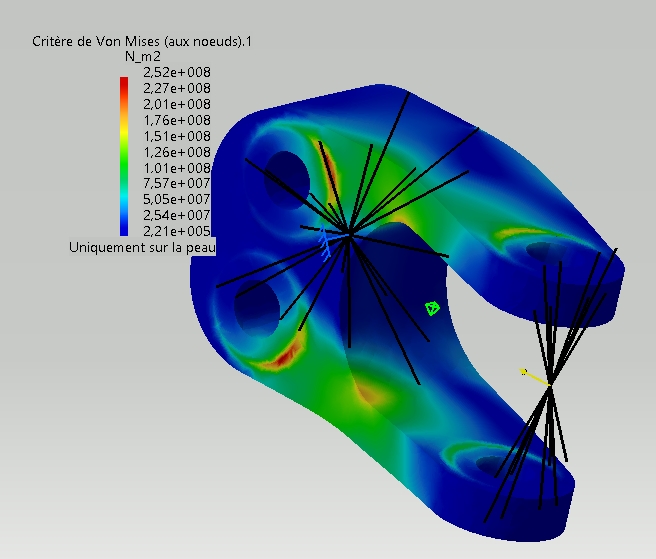 Critère de Von Mises (aux noeuds).1
N_m2
2,52e+008
2,27e+008
2,01e+008
1,76e+008
1,51e+008
1,26e+008
1,01e+008
7,57e+007
5,05e+007
2,54e+007
2,21e+005
Uniquement sur la peau